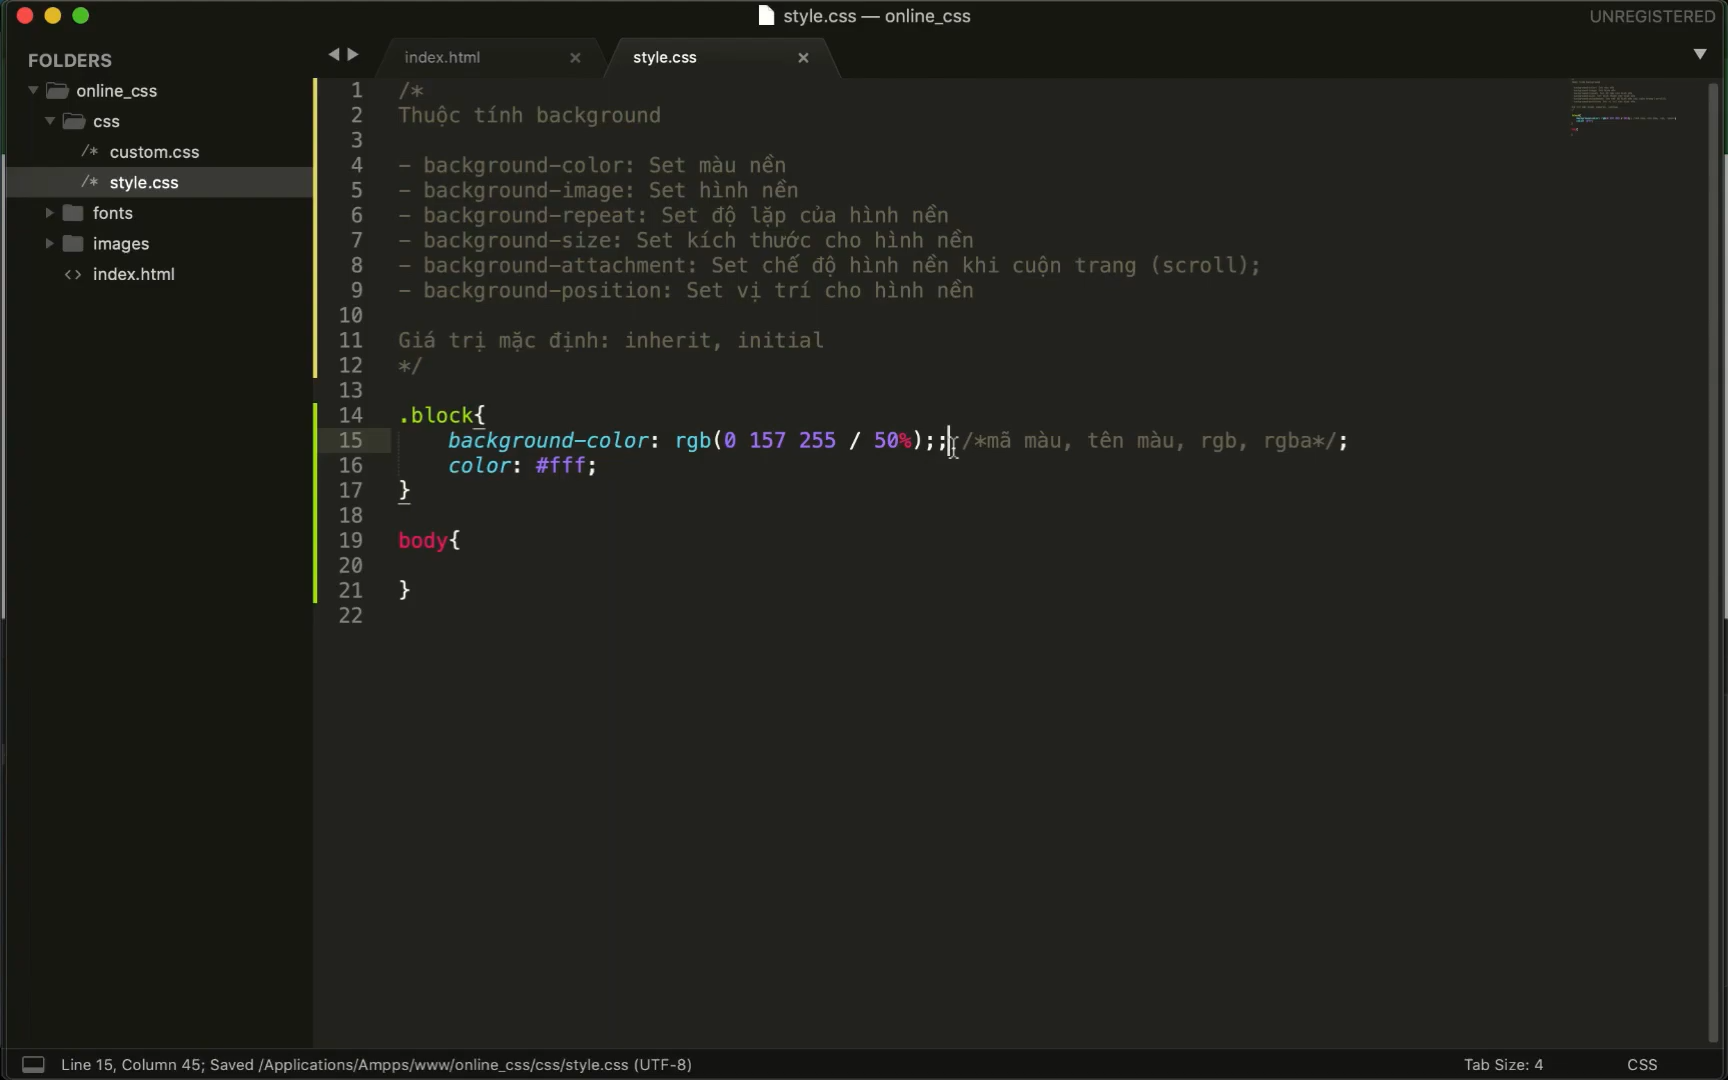 style.css — online_css
UNREGISTERED
FOLDERS
online_css
css
/* custom.css
/* style.css
fonts
images
<> index.html
index.html ×
style.css ×
1 /*
2 Thuộc tính background
3
4 - background-color: Set màu nền
5 - background-image: Set hình nền
6 - background-repeat: Set độ lặp của hình nền
7 - background-size: Set kích thước cho hình nền
8 - background-attachment: Set chế độ hình nền khi cuộn trang (scroll);
9 - background-position: Set vị trí cho hình nền
10
11 Giá trị mặc định: inherit, initial
12 */
13
14 .block{
15 background-color: rgb(0 157 255 / 50%);; /*mã màu, tên màu, rgb, rgba*/;
16 color: #fff;
17 }
18
19 body{
20
21 }
22
Line 15, Column 45; Saved /Applications/Ampps/www/online_css/css/style.css (UTF-8)
Tab Size: 4
CSS